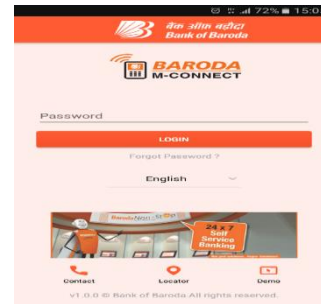 72% 15:0
बैंक ऑफ़ बड़ौदा
Bank of Baroda
BARODA
M-CONNECT
Password
LOGIN
Forgot Password ?
English
24 x 7
Self
Service
Banking
Contact
Locator
Demo
v1.0.0 © Bank of Baroda All rights reserved.